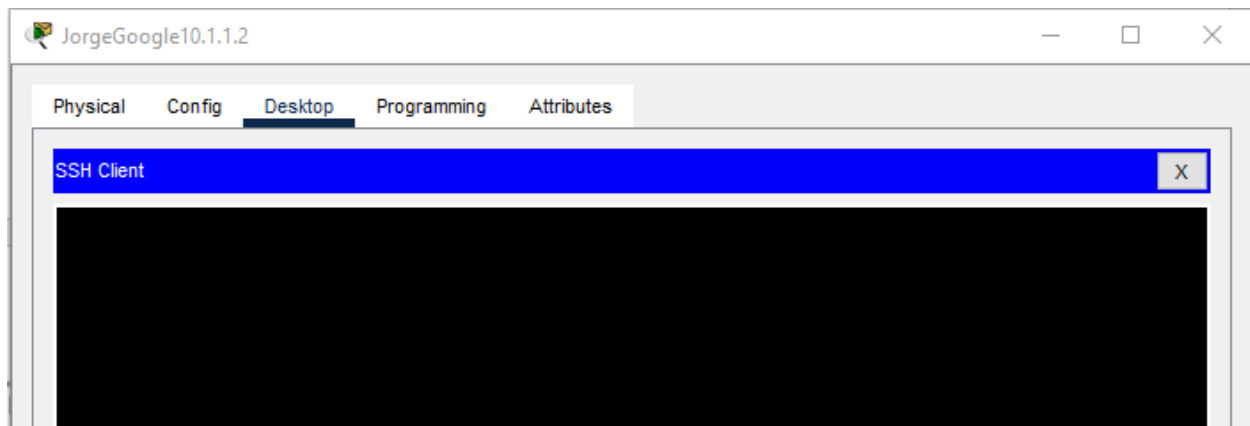 JorgeGoogle10.1.1.2
Physical Config Desktop Programming Attributes
SSH Client X